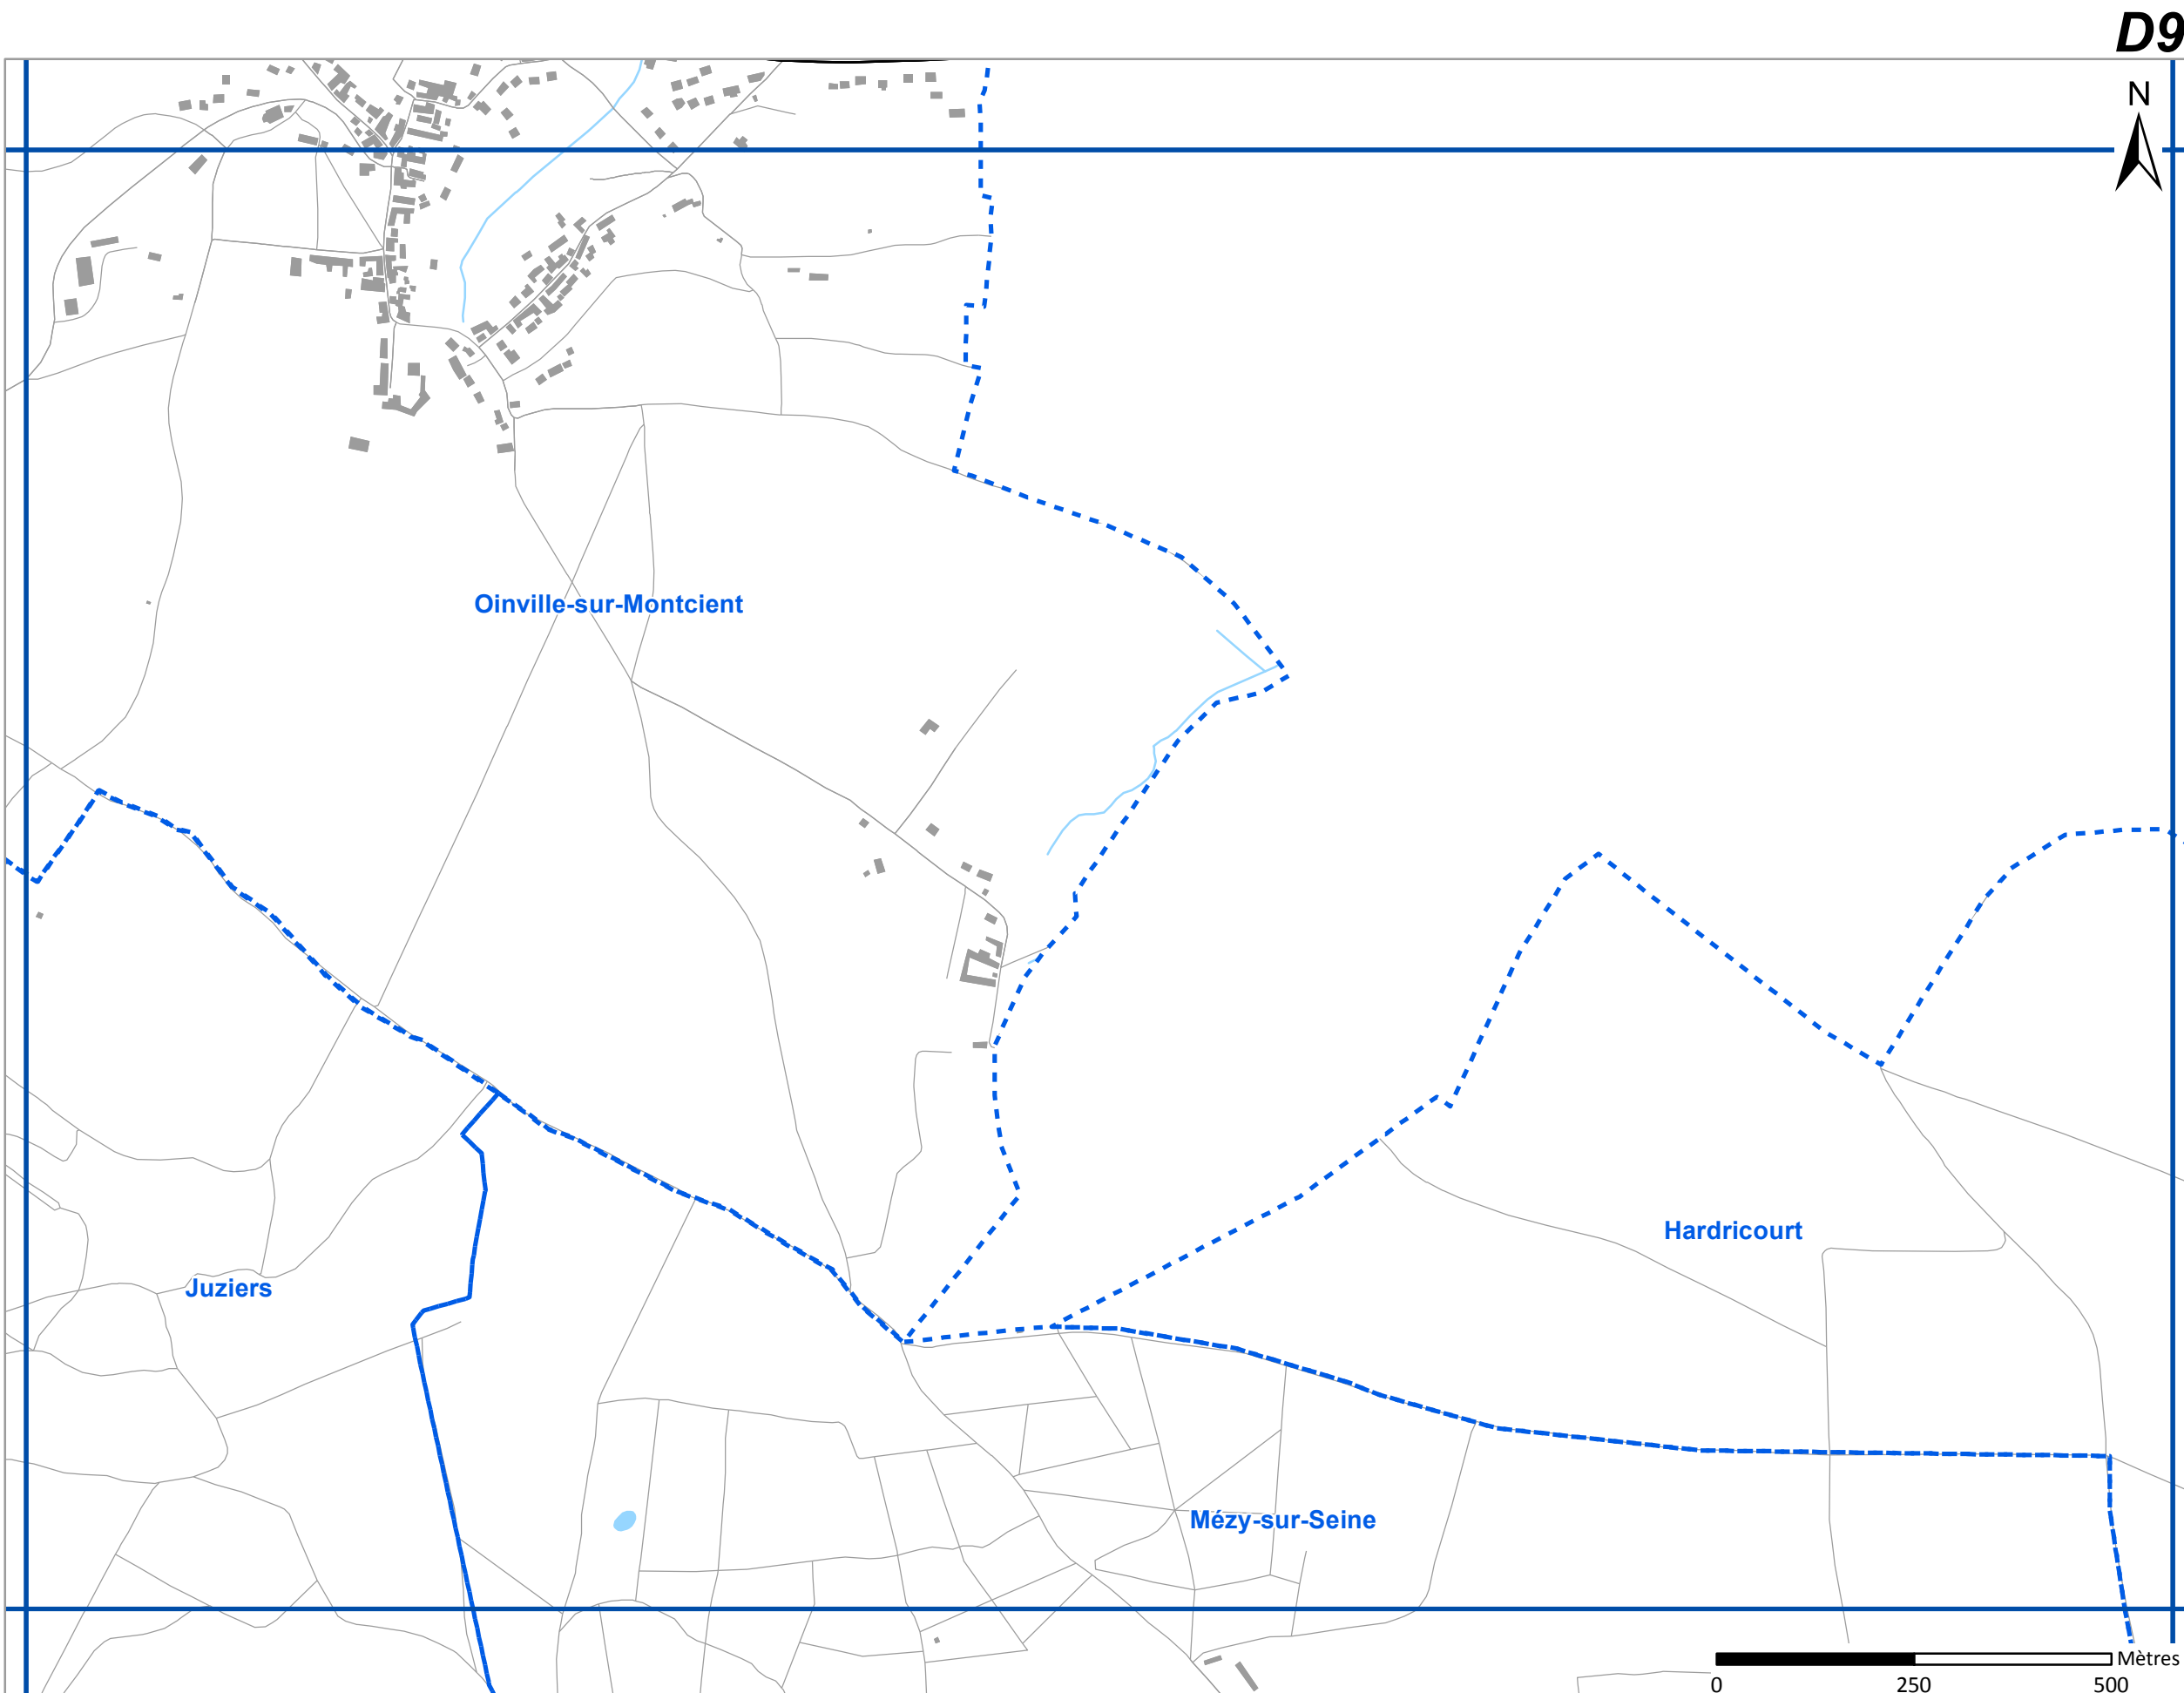 D9
N
Oinville-sur-Montcient
Hardricourt
Juziers
Mézy-sur-Seine
Mètres
0 250 500